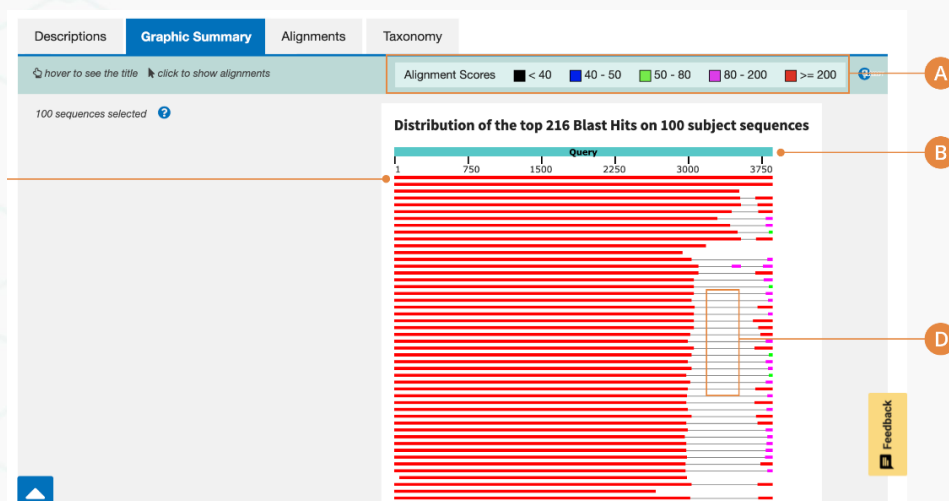 Descriptions Graphic Summary Alignments Taxonomy
hover to see the title click to show alignments
Alignment Scores < 40 40 - 50 50 - 80 80 - 200 >= 200 ?
A
100 sequences selected ?
Distribution of the top 216 Blast Hits on 100 subject sequences
Query
B
1 750 1500 2250 3000 3750
D
Feedback